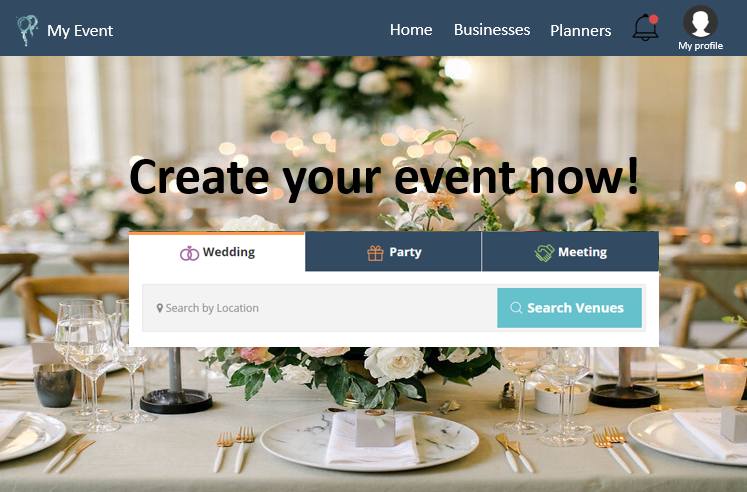 My Event
Home Businesses Planners
My profile
Create your event now!
Wedding Party Meeting
Search by Location Search Venues